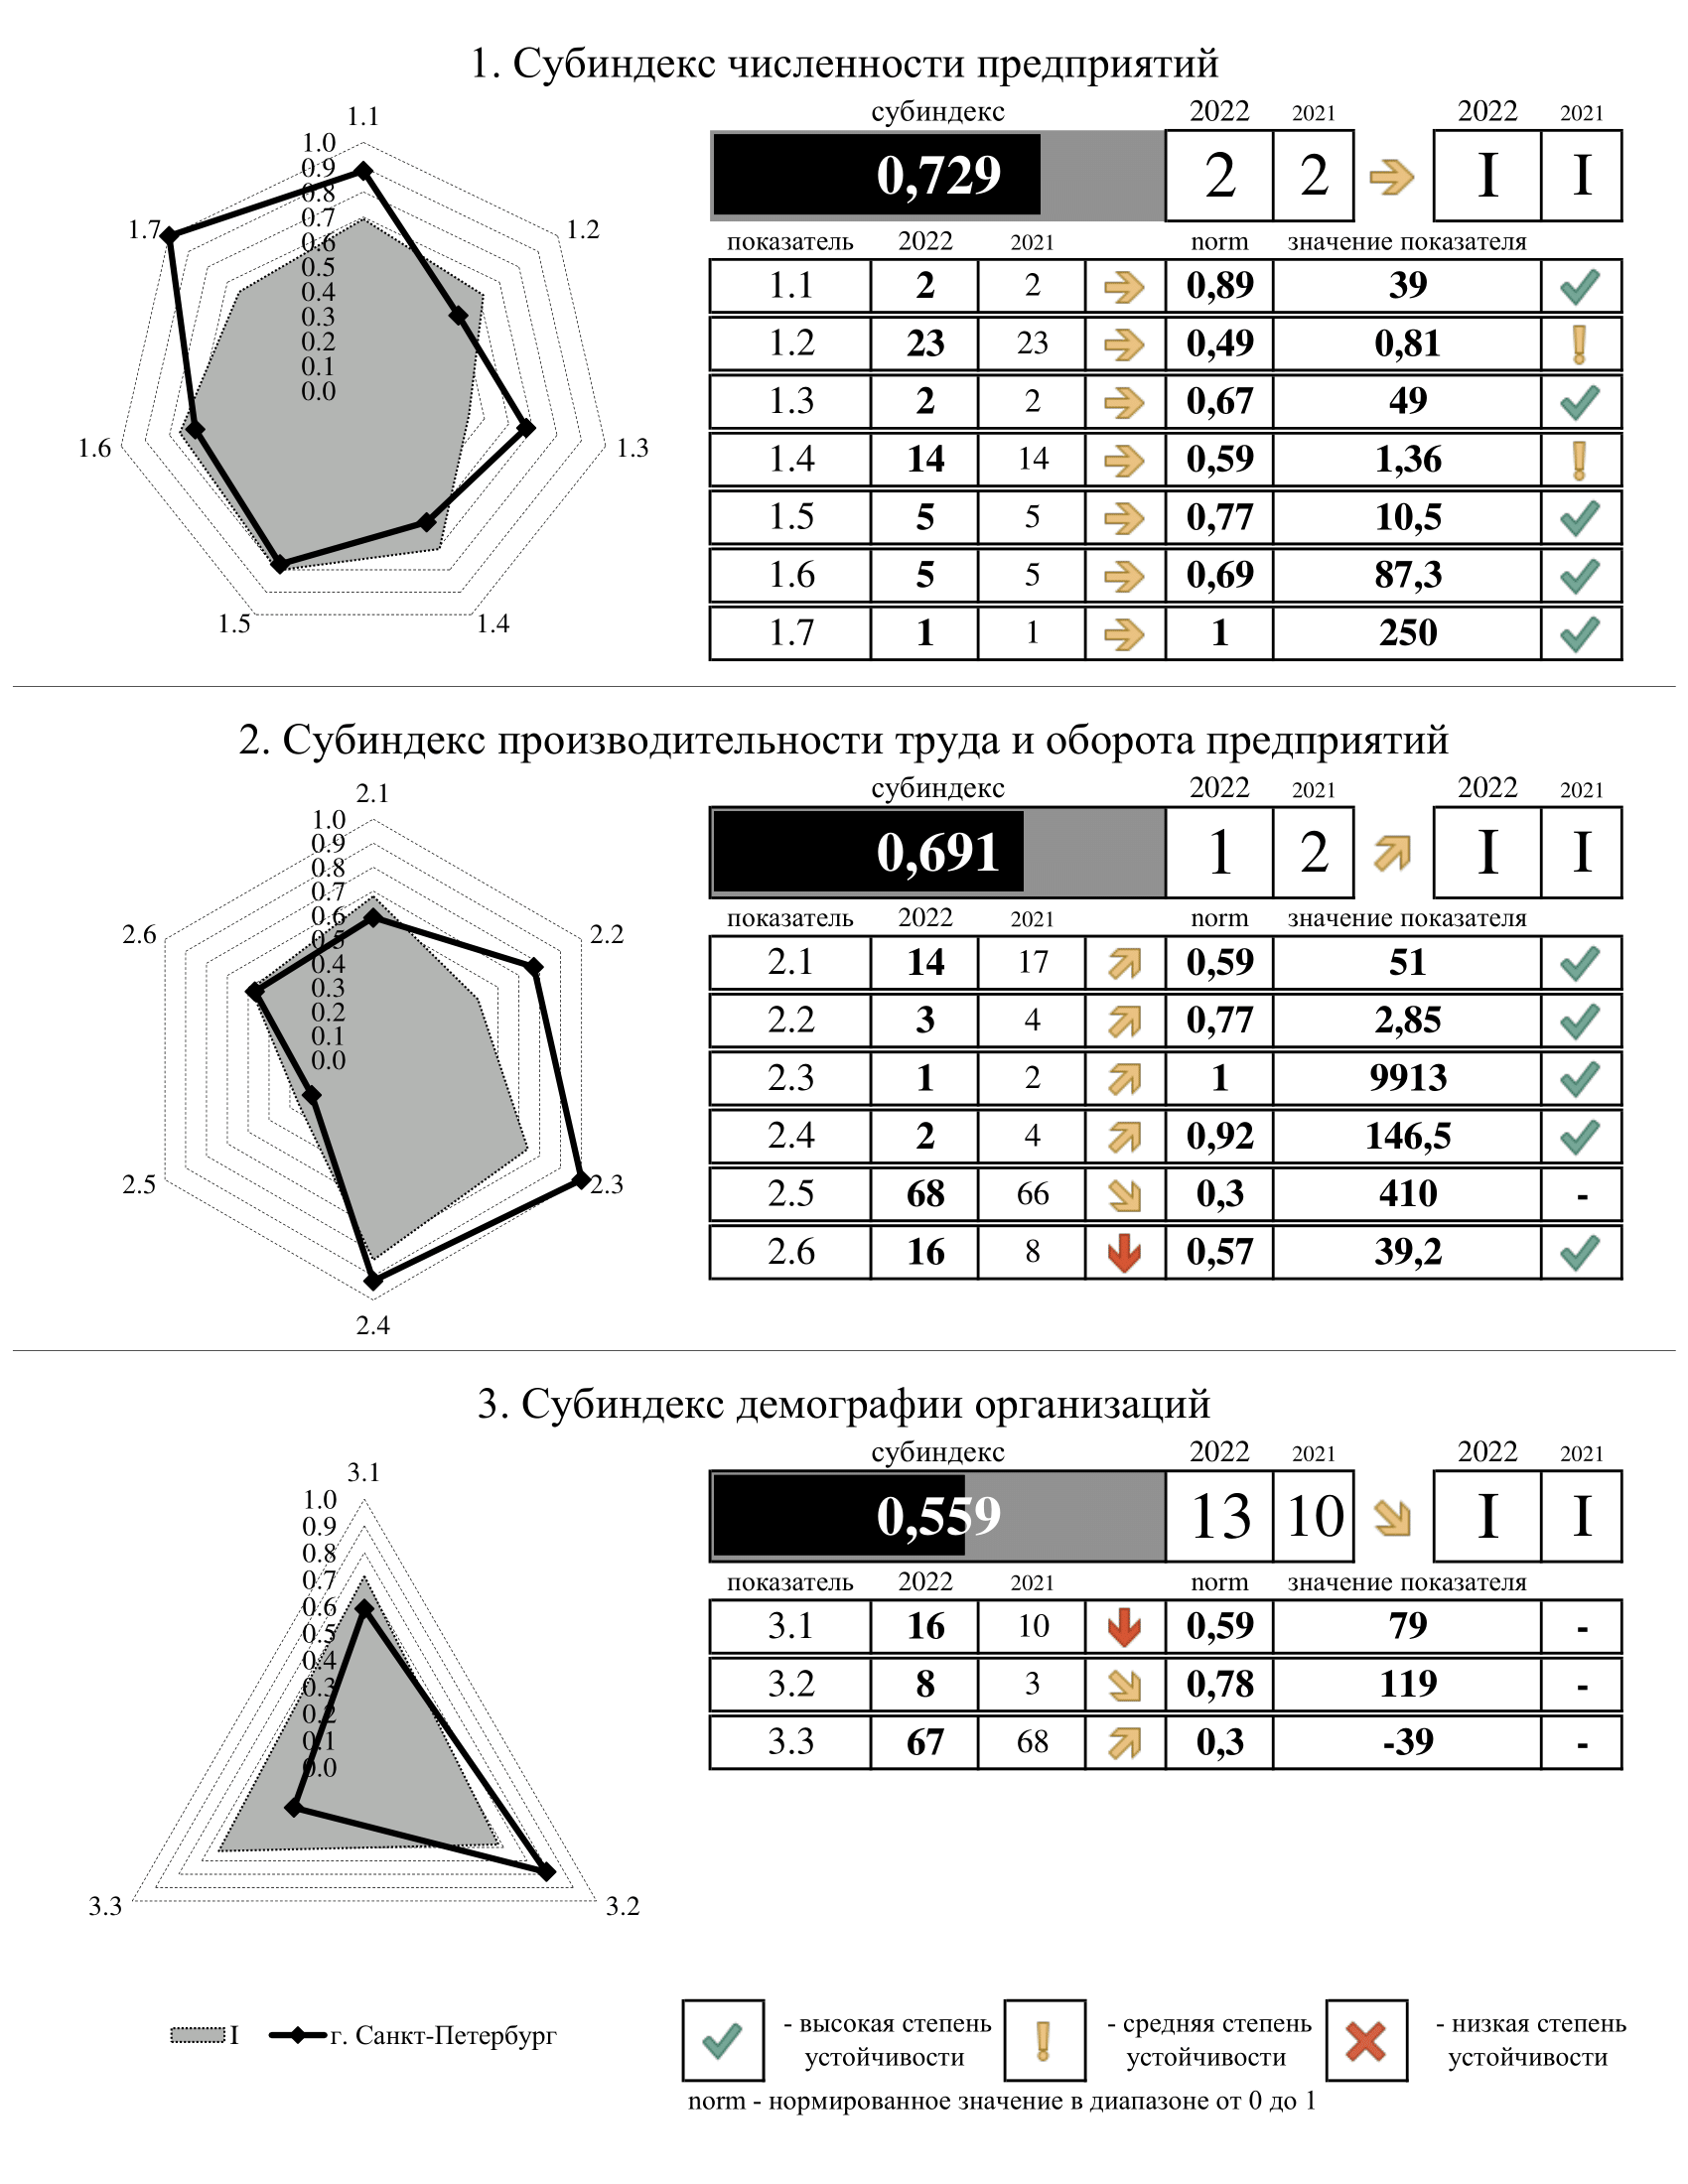 1. Субиндекс численности предприятий
1.1
1.0
0.9
0.8
0.7
0.6
0.5
0.4
0.3
0.2
0.1
0.0
1.2
1.3
1.4
1.5
1.6
1.7
субиндекс 2022 2021 2022 2021
0,729 2 2 I I
показатель 2022 2021 norm значение показателя
1.1 2 2 0,89 39
1.2 23 23 0,49 0,81
1.3 2 2 0,67 49
1.4 14 14 0,59 1,36
1.5 5 5 0,77 10,5
1.6 5 5 0,69 87,3
1.7 1 1 1 250
2. Субиндекс производительности труда и оборота предприятий
2.1
1.0
0.9
0.8
0.7
0.6
0.5
0.4
0.3
0.2
0.1
0.0
2.2
2.3
2.4
2.5
2.6
субиндекс 2022 2021 2022 2021
0,691 1 2 I I
показатель 2022 2021 norm значение показателя
2.1 14 17 0,59 51
2.2 3 4 0,77 2,85
2.3 1 2 1 9913
2.4 2 4 0,92 146,5
2.5 68 66 0,3 410 -
2.6 16 8 0,57 39,2
3. Субиндекс демографии организаций
3.1
1.0
0.9
0.8
0.7
0.6
0.5
0.4
0.3
0.2
0.1
0.0
3.2
3.3
субиндекс 2022 2021 2022 2021
0,559 13 10 I I
показатель 2022 2021 norm значение показателя
3.1 16 10 0,59 79 -
3.2 8 3 0,78 119 -
3.3 67 68 0,3 -39 -
I г. Санкт-Петербург
- высокая степень
устойчивости
- средняя степень
устойчивости
- низкая степень
устойчивости
norm - нормированное значение в диапазоне от 0 до 1